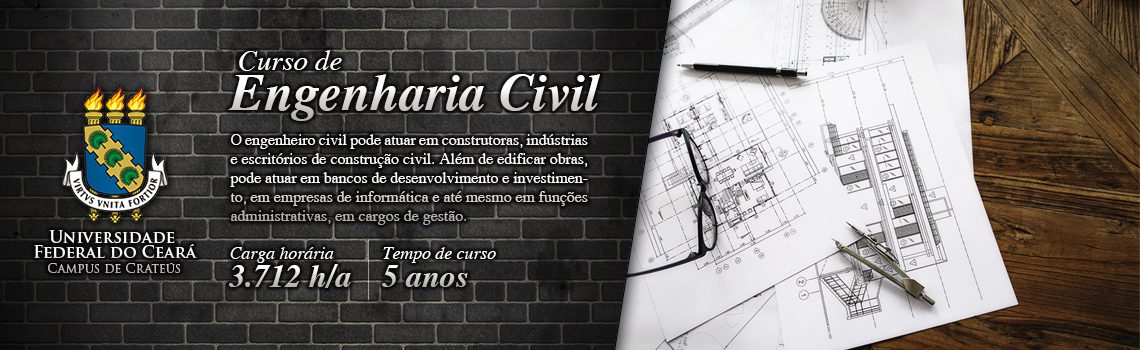 Curso de
Engenharia Civil
O engenheiro civil pode atuar em construtoras, indústrias
e escritórios de construção civil. Além de edificar obras,
pode atuar em bancos de desenvolvimento e investimen-
to, em empresas de informática e até mesmo em funções
administrativas, em cargos de gestão.
Carga horária
3.712 h/a
Tempo de curso
5 anos
VIRTVS VNITA FORTIOR
UNIVERSIDADE
FEDERAL DO CEARÁ
CAMPUS DE CRATEÚS